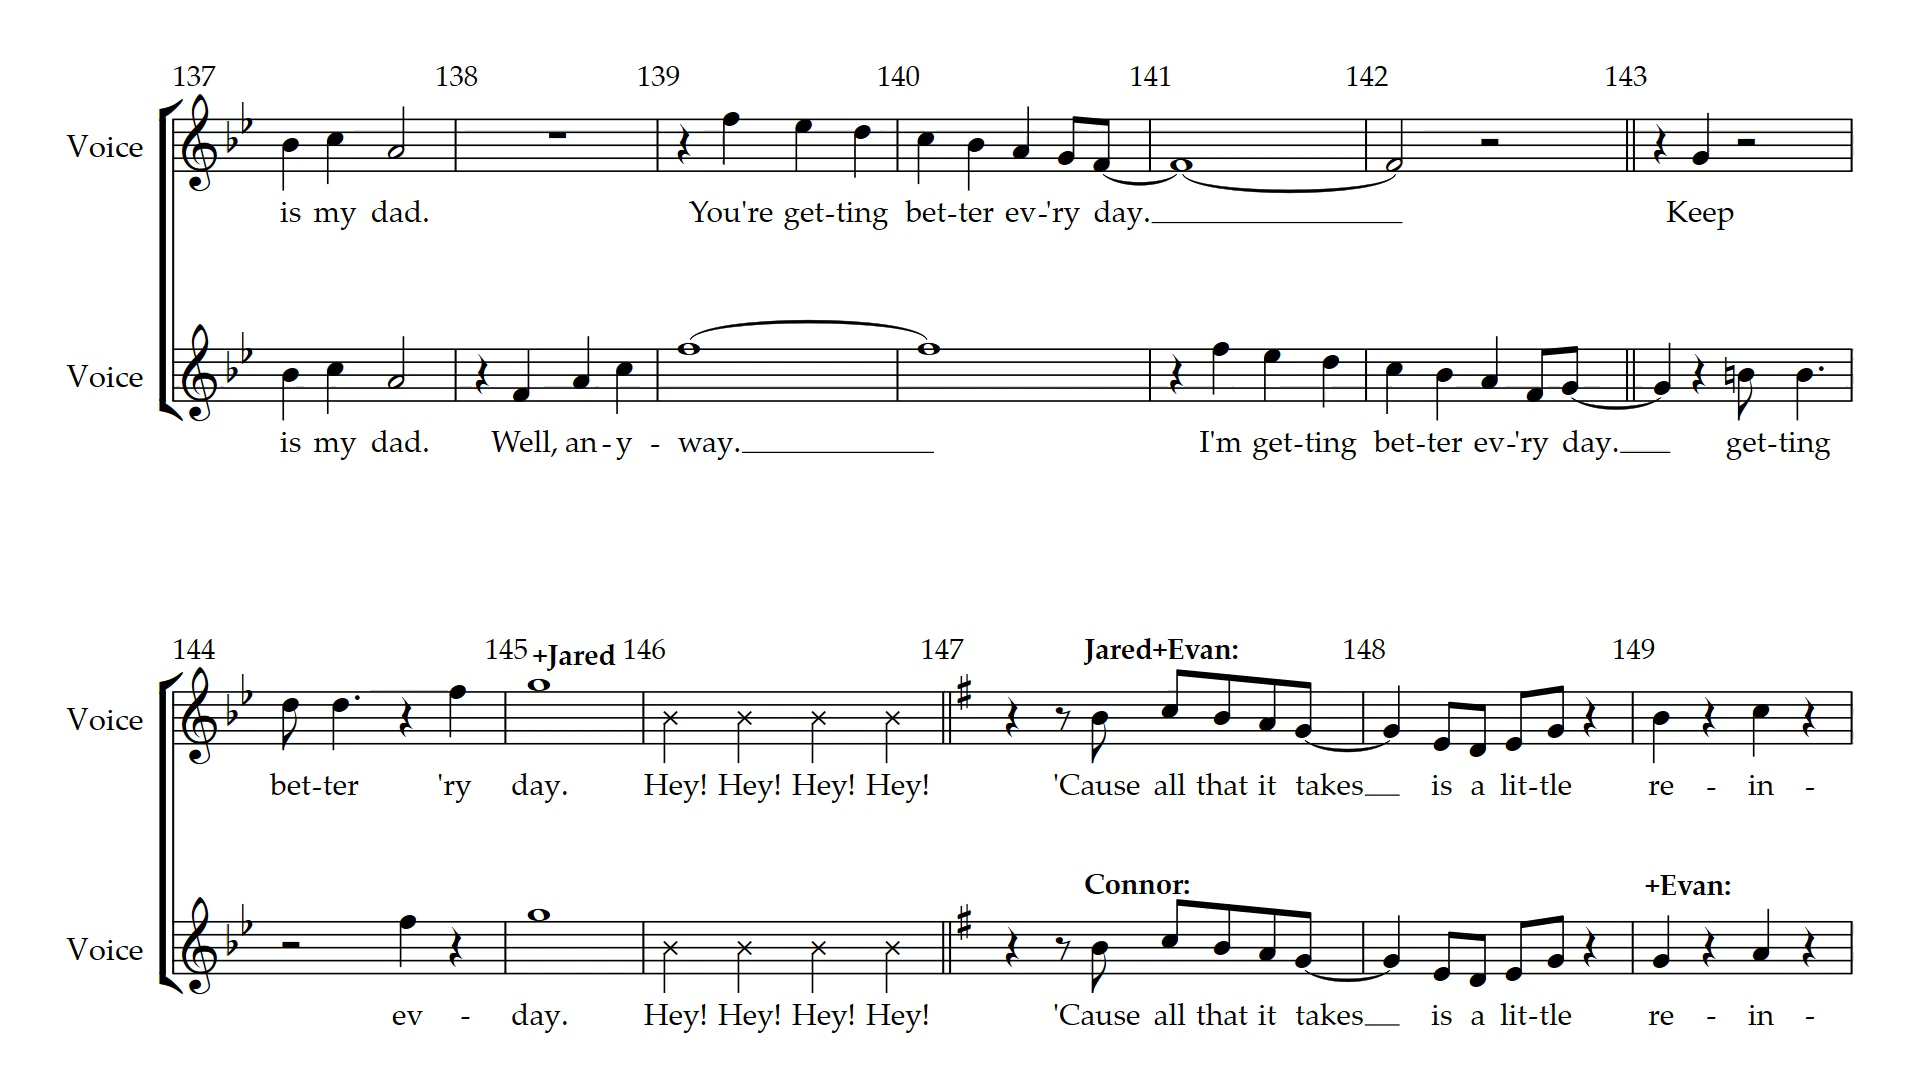 137 138 139 140 141 142 143
Voice
is my dad. You're get-ting bet-ter ev-'ry day. Keep
Voice
is my dad. Well, an-y - way. I'm get-ting bet-ter ev-'ry day. get-ting
144 145 +Jared 146 147 Jared+Evan: 148 149
Voice
bet-ter 'ry day. Hey! Hey! Hey! Hey! 'Cause all that it takes is a lit-tle re - in -
Connor: +Evan:
Voice
ev - day. Hey! Hey! Hey! Hey! 'Cause all that it takes is a lit-tle re - in -